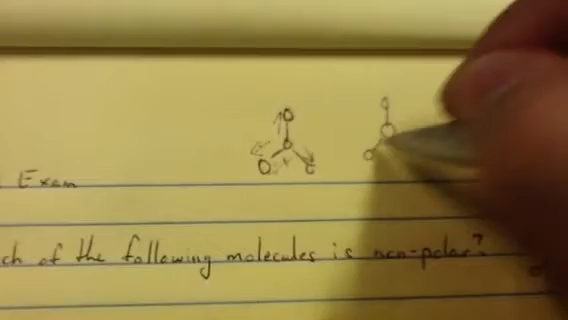 Exam
ch of the following molecules is non-polar?